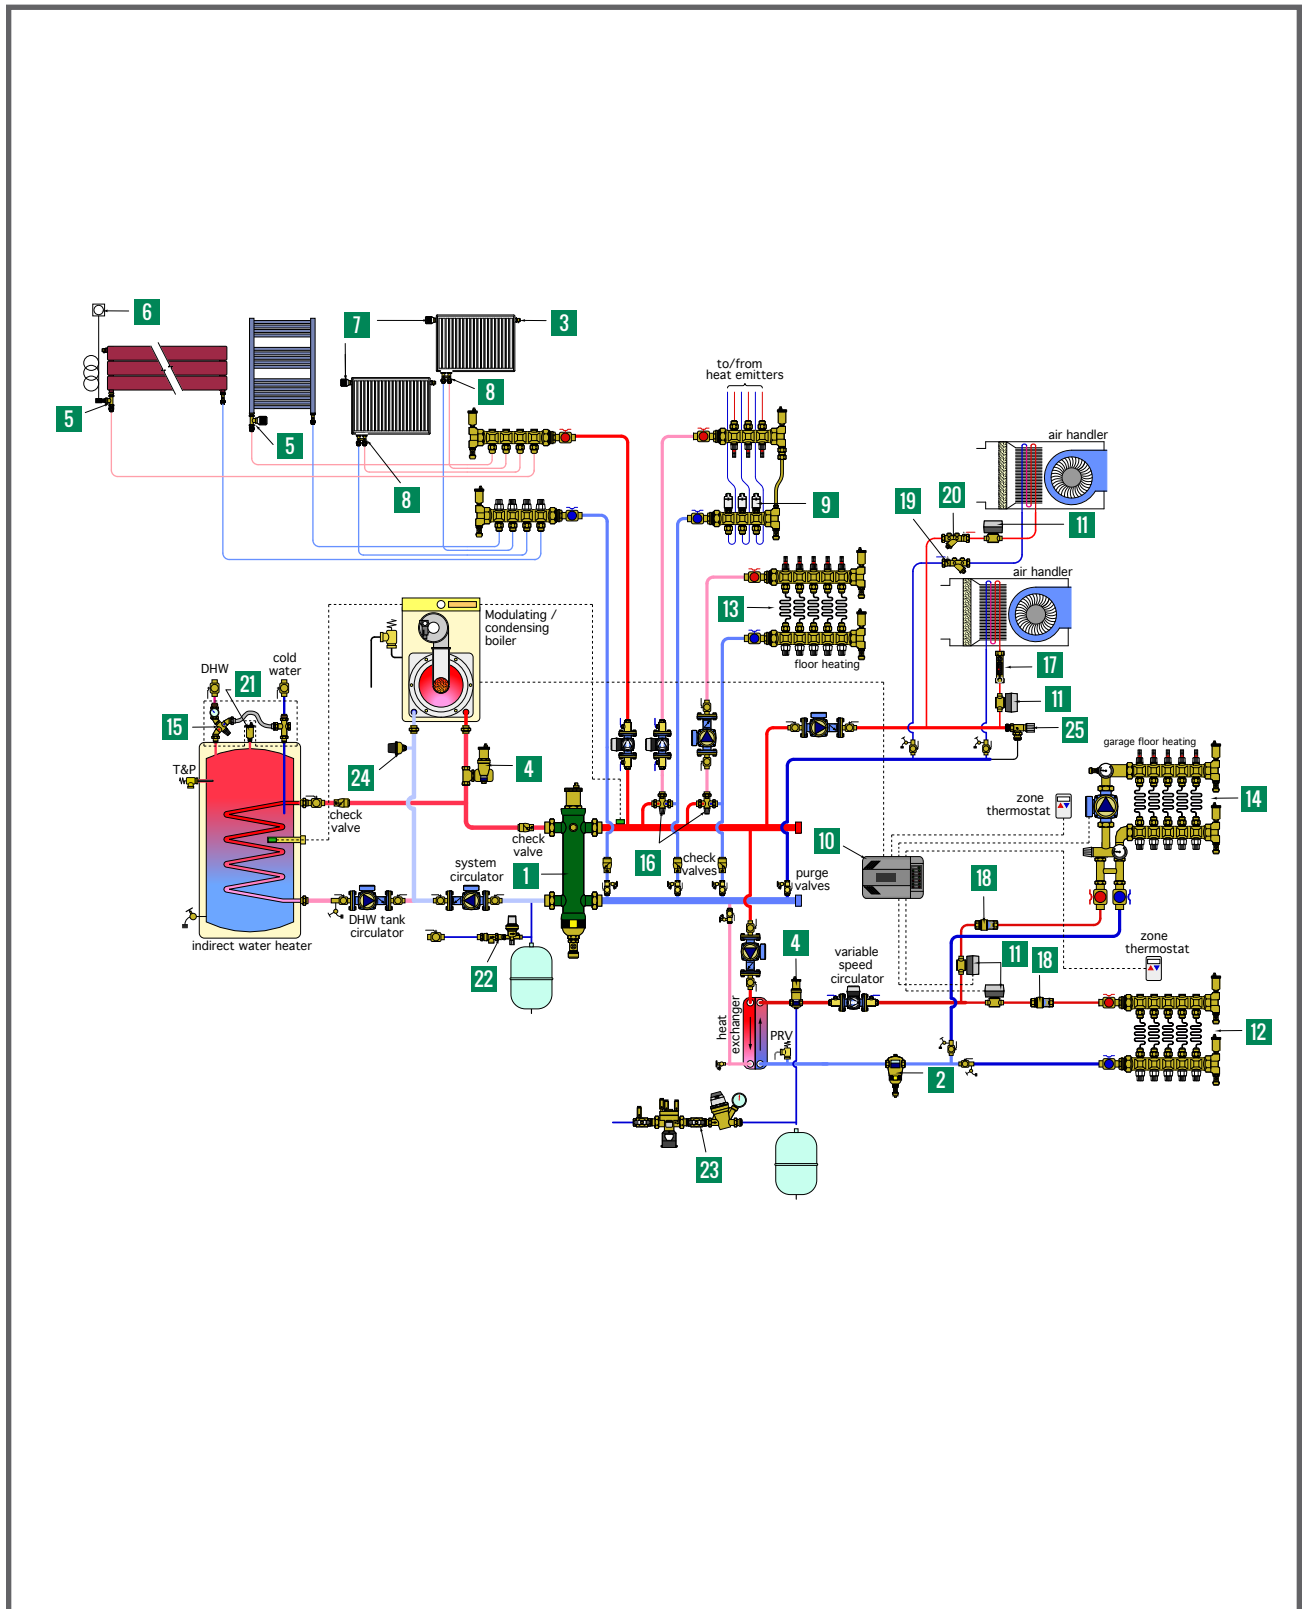 6
7
3
to/from
heat emitters
8
5
5
8
air handler
9
19
20
11
air handler
13
Modulating /
condensing
boiler
floor heating
17
DHW
cold
water
21
11
15
25
garage floor heating
T&P
24
4
zone
thermostat
14
check
valve
check
valve
10
16
check
valves
system
circulator
1
purge
valves
18
DHW tank
circulator
indirect water heater
zone
thermostat
4
variable
speed
circulator
11
18
22
heat
exchanger
PRV
12
2
23